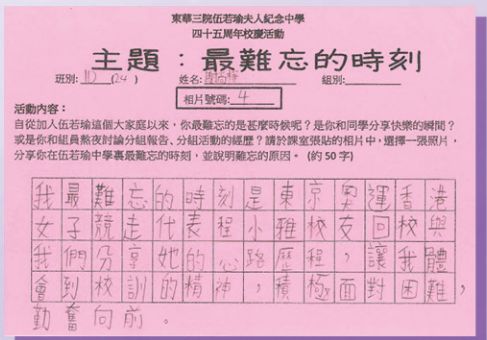 東華三院伍若瑜夫人紀念中學
四十五周年校慶活動
主題：最難忘的時刻
班別: 1D (24) 姓名: 組別:
相片號碼: 4
活動內容：
自從加入伍若瑜這個大家庭以來，你最難忘的是甚麼時候呢？是你和同學分享快樂的瞬間？
或是你和組員熬夜討論分組報告、分組活動的經歷？請於課室張貼的相片中，選擇一張照片，
分享你在伍若瑜中學裏最難忘的時刻，並說明難忘的原因。（約 50 字）
我最難忘的時刻是東京奧運香港
女子競走代表程小雅校友回校與
我們分享她的心路歷程，讓我體
會到校訓的精神，積極面對困難，
勤奮向前。